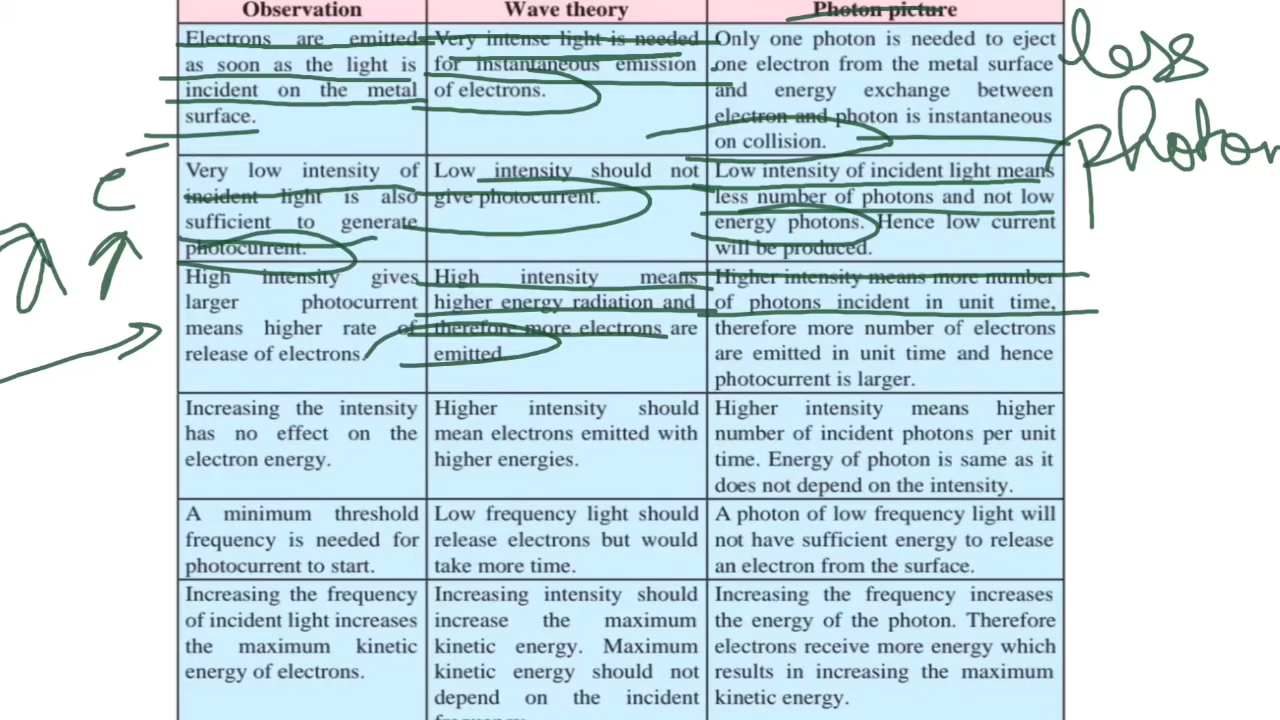 Observation
Wave theory
Photon picture
Electrons are emitted
as soon as the light is
incident on the metal
surface.
Very intense light is needed
for instantaneous emission
of electrons.
Only one photon is needed to eject
one electron from the metal surface
and energy exchange between
electron and photon is instantaneous
on collision.
less
photon
Very low intensity of
incident light is also
sufficient to generate
photocurrent.
Low intensity should not
give photocurrent.
Low intensity of incident light means
less number of photons and not low
energy photons. Hence low current
will be produced.
e-
High intensity gives
larger photocurrent
means higher rate of
release of electrons.
High intensity means
higher energy radiation and
therefore more electrons are
emitted
Higher intensity means more number
of photons incident in unit time,
therefore more number of electrons
are emitted in unit time and hence
photocurrent is larger.
Increasing the intensity
has no effect on the
electron energy.
Higher intensity should
mean electrons emitted with
higher energies.
Higher intensity means higher
number of incident photons per unit
time. Energy of photon is same as it
does not depend on the intensity.
A minimum threshold
frequency is needed for
photocurrent to start.
Low frequency light should
release electrons but would
take more time.
A photon of low frequency light will
not have sufficient energy to release
an electron from the surface.
Increasing the frequency
of incident light increases
the maximum kinetic
energy of electrons.
Increasing intensity should
increase the maximum
kinetic energy. Maximum
kinetic energy should not
depend on the incident
Increasing the frequency increases
the energy of the photon. Therefore
electrons receive more energy which
results in increasing the maximum
kinetic energy.